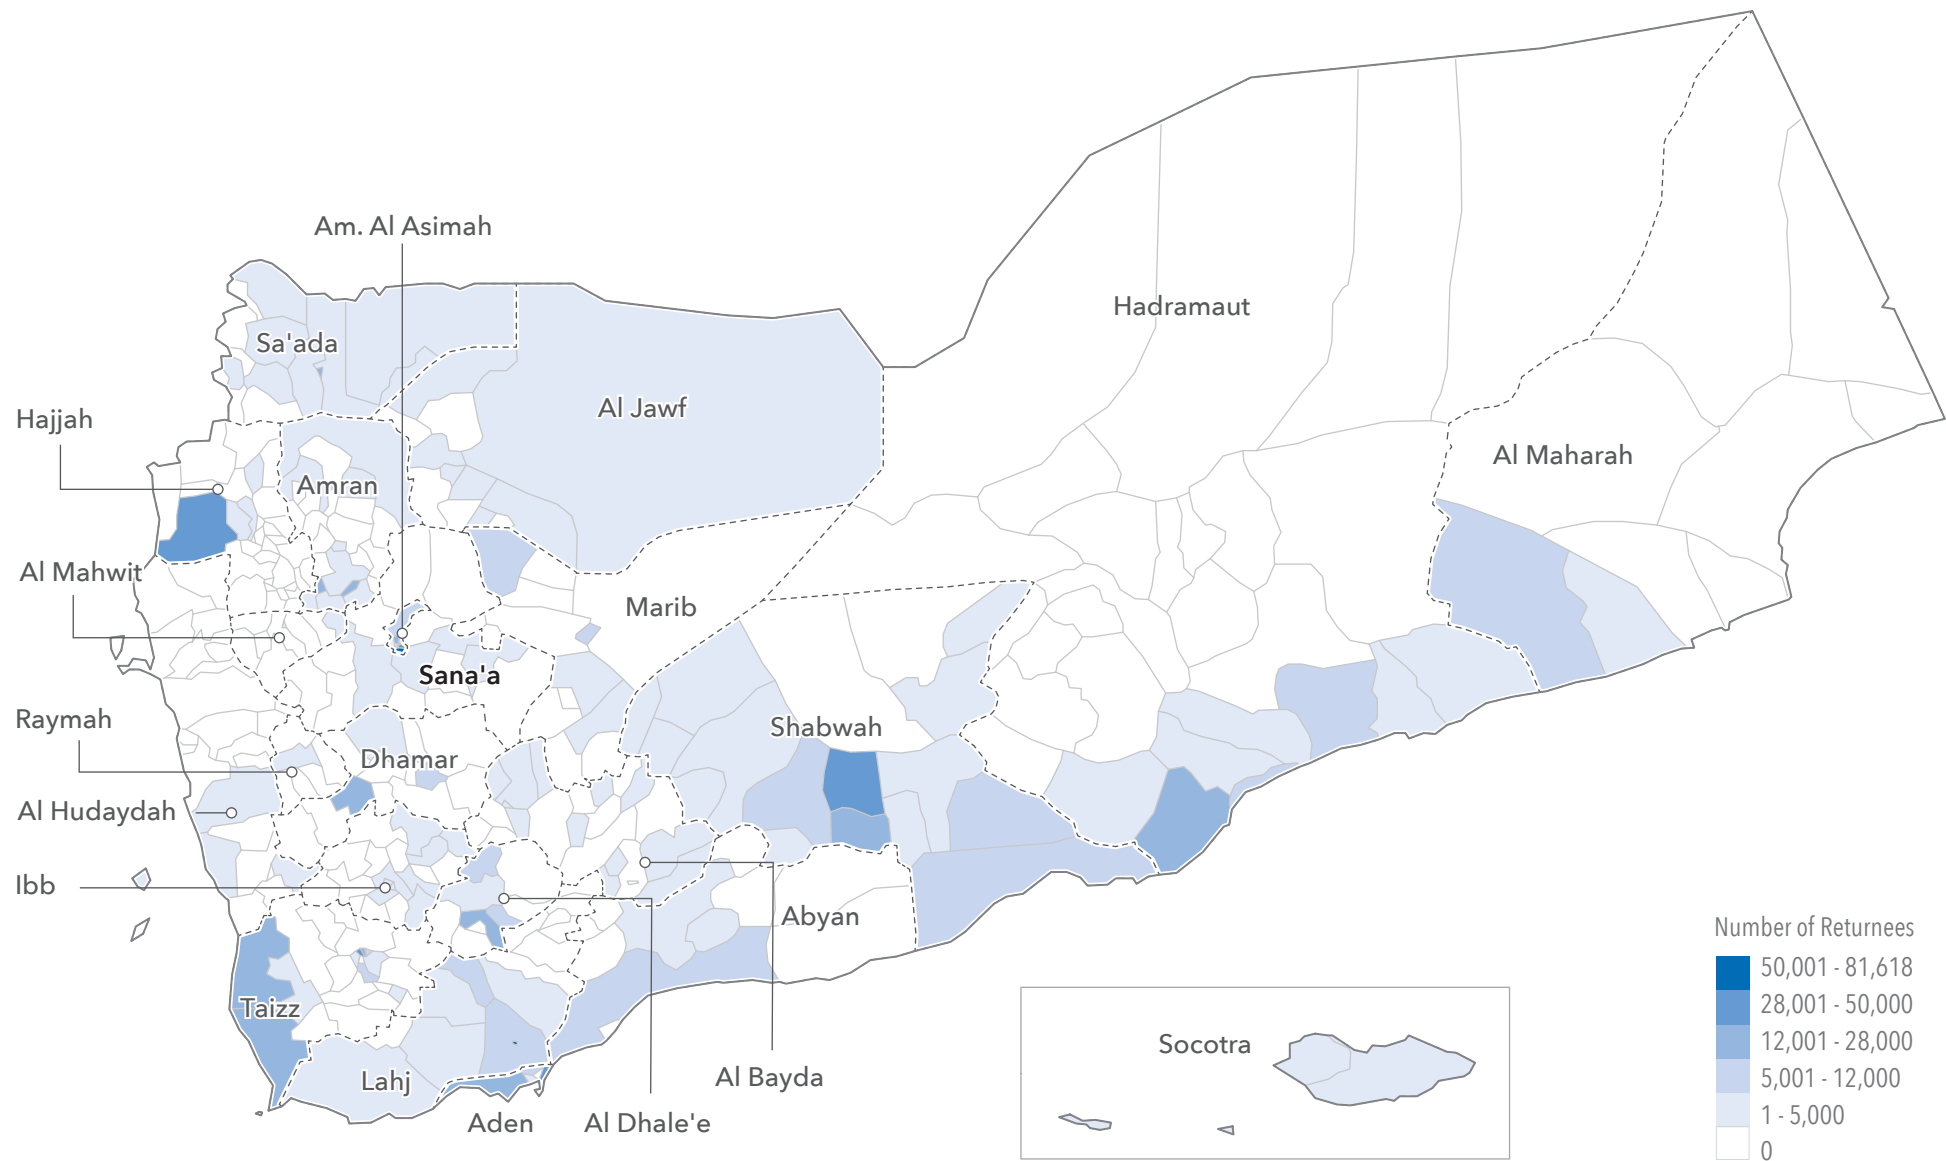 Am. Al Asimah
Hadramaut
Sa'ada
Al Jawf
Hajjah
Al Maharah
Amran
Al Mahwit
Marib
Sana'a
Raymah
Shabwah
Dhamar
Al Hudaydah
Ibb
Abyan
Number of Returnees
50,001 - 81,618
28,001 - 50,000
12,001 - 28,000
5,001 - 12,000
1 - 5,000
0
Taizz
Socotra
Lahj
Al Bayda
Aden
Al Dhale'e